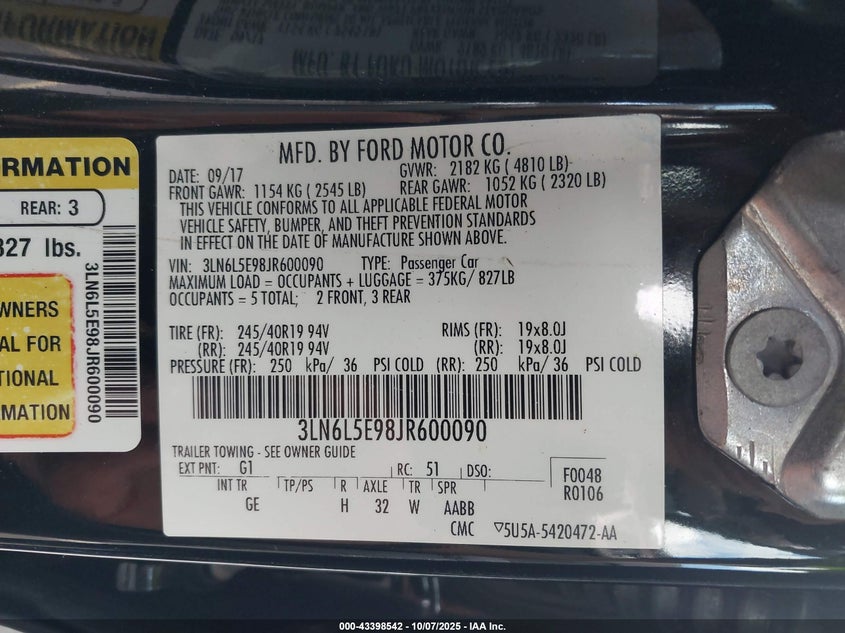 ORMATION
REAR: 3
327 lbs.
WNERS
AL FOR
TIONAL
RMATION
3LN6L5E98JR600090
MFD. BY FORD MOTOR CO.
DATE: 09/17 GVWR: 2182 KG ( 4810 LB)
FRONT GAWR: 1154 KG ( 2545 LB) REAR GAWR: 1052 KG ( 2320 LB)
THIS VEHICLE CONFORMS TO ALL APPLICABLE FEDERAL MOTOR
VEHICLE SAFETY, BUMPER, AND THEFT PREVENTION STANDARDS
IN EFFECT ON THE DATE OF MANUFACTURE SHOWN ABOVE.
VIN: 3LN6L5E98JR600090 TYPE: Passenger Car
MAXIMUM LOAD = OCCUPANTS + LUGGAGE = 375KG/ 827LB
OCCUPANTS = 5 TOTAL; 2 FRONT, 3 REAR
TIRE (FR): 245/40R19 94V RIMS (FR): 19x8.0J
(RR): 245/40R19 94V (RR): 19x8.0J
PRESSURE (FR): 250 kPa/ 36 PSI COLD (RR): 250 kPa/ 36 PSI COLD
3LN6L5E98JR600090
TRAILER TOWING - SEE OWNER GUIDE
EXT PNT: G1 RC: 51 DSO:
INT TR TP/PS R AXLE TR SPR
GE H 32 W AABB
F0048
R0106
CMC ▽5U5A-5420472-AA
000-43398542 | 10/07/2025 - IAA Inc.